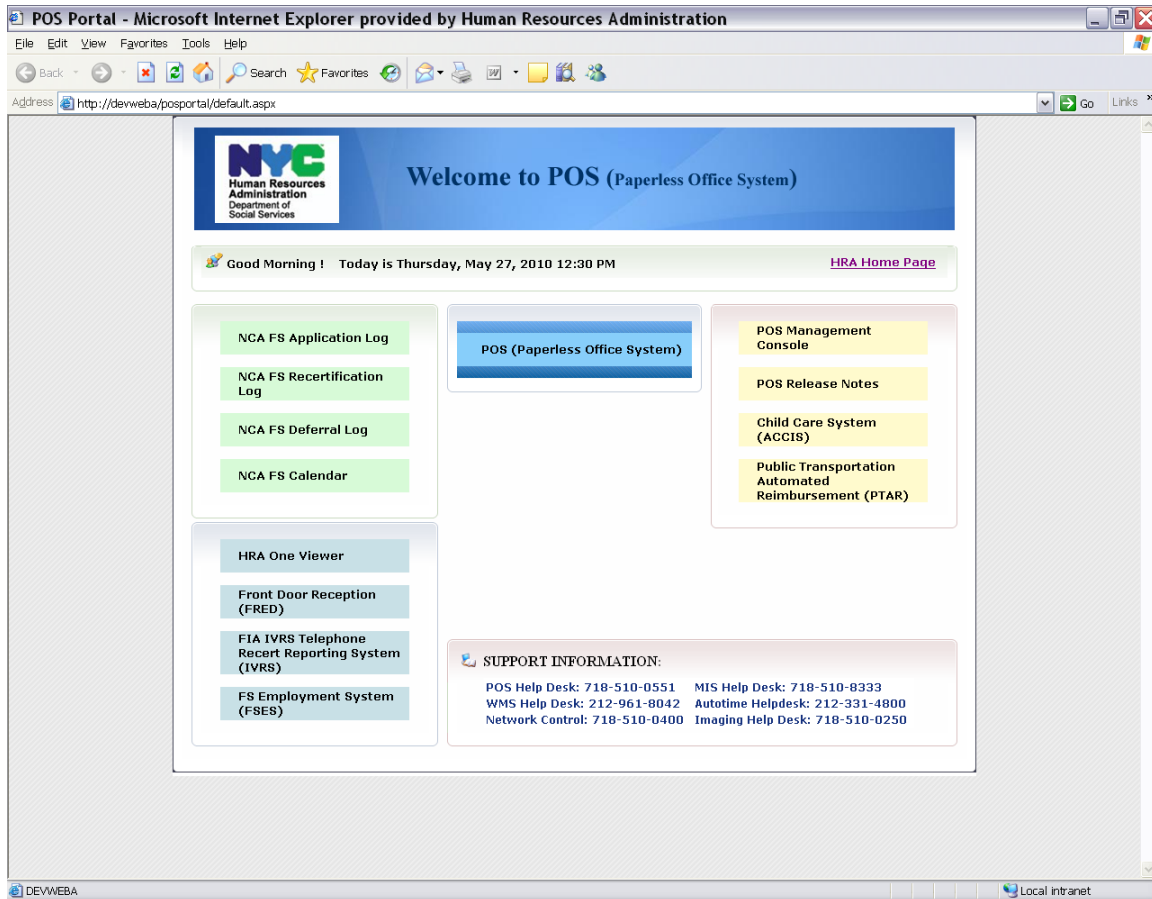 POS Portal - Microsoft Internet Explorer provided by Human Resources Administration
File Edit View Favorites Tools Help
Back Search Favorites
Address http://devweba/posportal/default.aspx Go Links »
NYC
Human Resources
Administration
Department of
Social Services
Welcome to POS (Paperless Office System)
Good Morning ! Today is Thursday, May 27, 2010 12:30 PM
HRA Home Page
NCA FS Application Log
NCA FS Recertification
Log
NCA FS Deferral Log
NCA FS Calendar
POS (Paperless Office System)
POS Management
Console
POS Release Notes
Child Care System
(ACCIS)
Public Transportation
Automated
Reimbursement (PTAR)
HRA One Viewer
Front Door Reception
(FRED)
FIA IVRS Telephone
Recert Reporting System
(IVRS)
FS Employment System
(FSES)
SUPPORT INFORMATION:
POS Help Desk: 718-510-0551 MIS Help Desk: 718-510-8333
WMS Help Desk: 212-961-8042 Autotime Helpdesk: 212-331-4800
Network Control: 718-510-0400 Imaging Help Desk: 718-510-0250
DEVWEBA
Local intranet